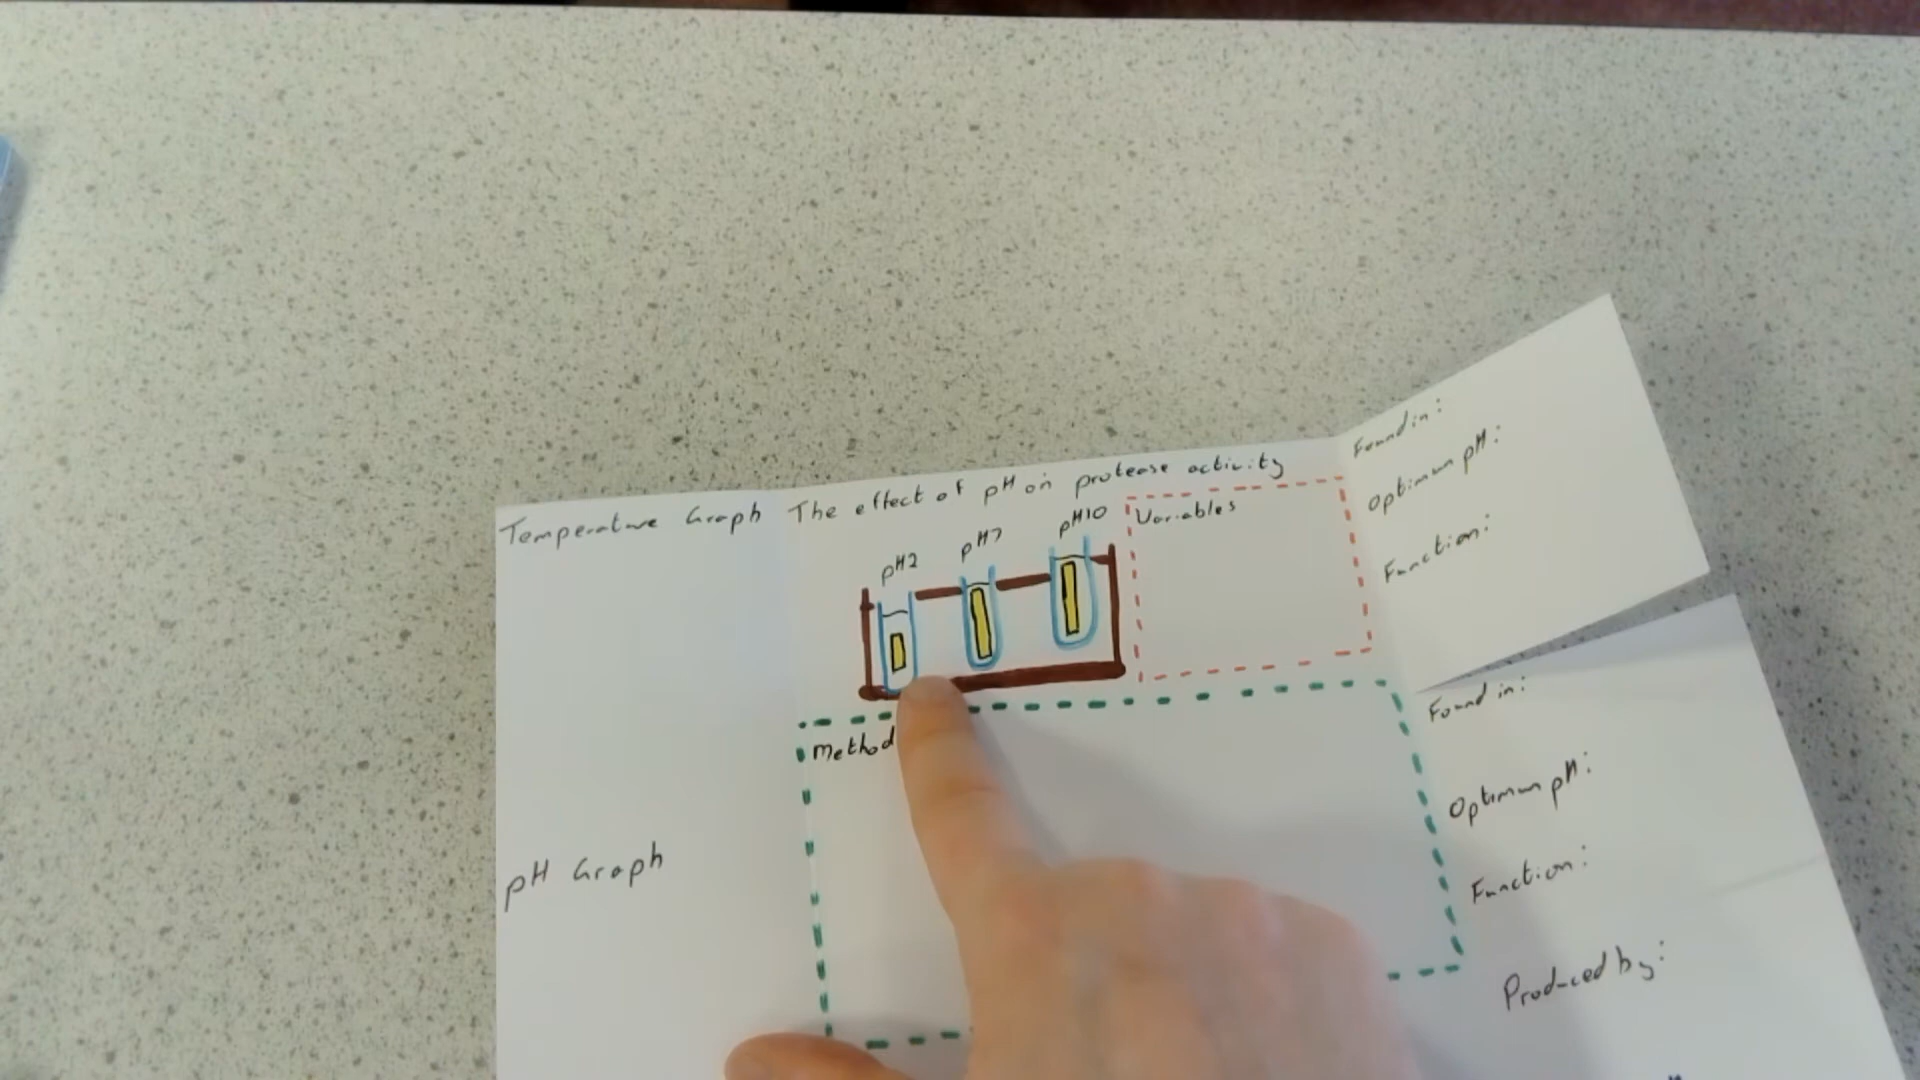 Temperature Graph
The effect of pH on protease activity
pH2
pH7
pH10
Variables
Method
pH Graph
Found in:
Optimum pH:
Function:
Found in:
Optimum pH:
Function:
Produced by: